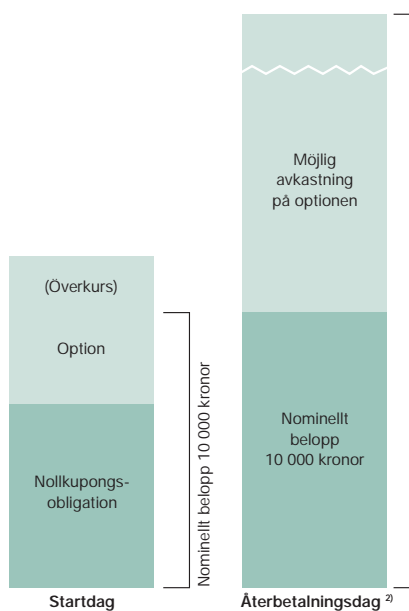 (Överkurs)
Option
Nollkupongs-
obligation
Startdag
Nominellt belopp 10 000 kronor
Möjlig
avkastning
på optionen
Nominellt
belopp
10 000 kronor
Återbetalningsdag 2)